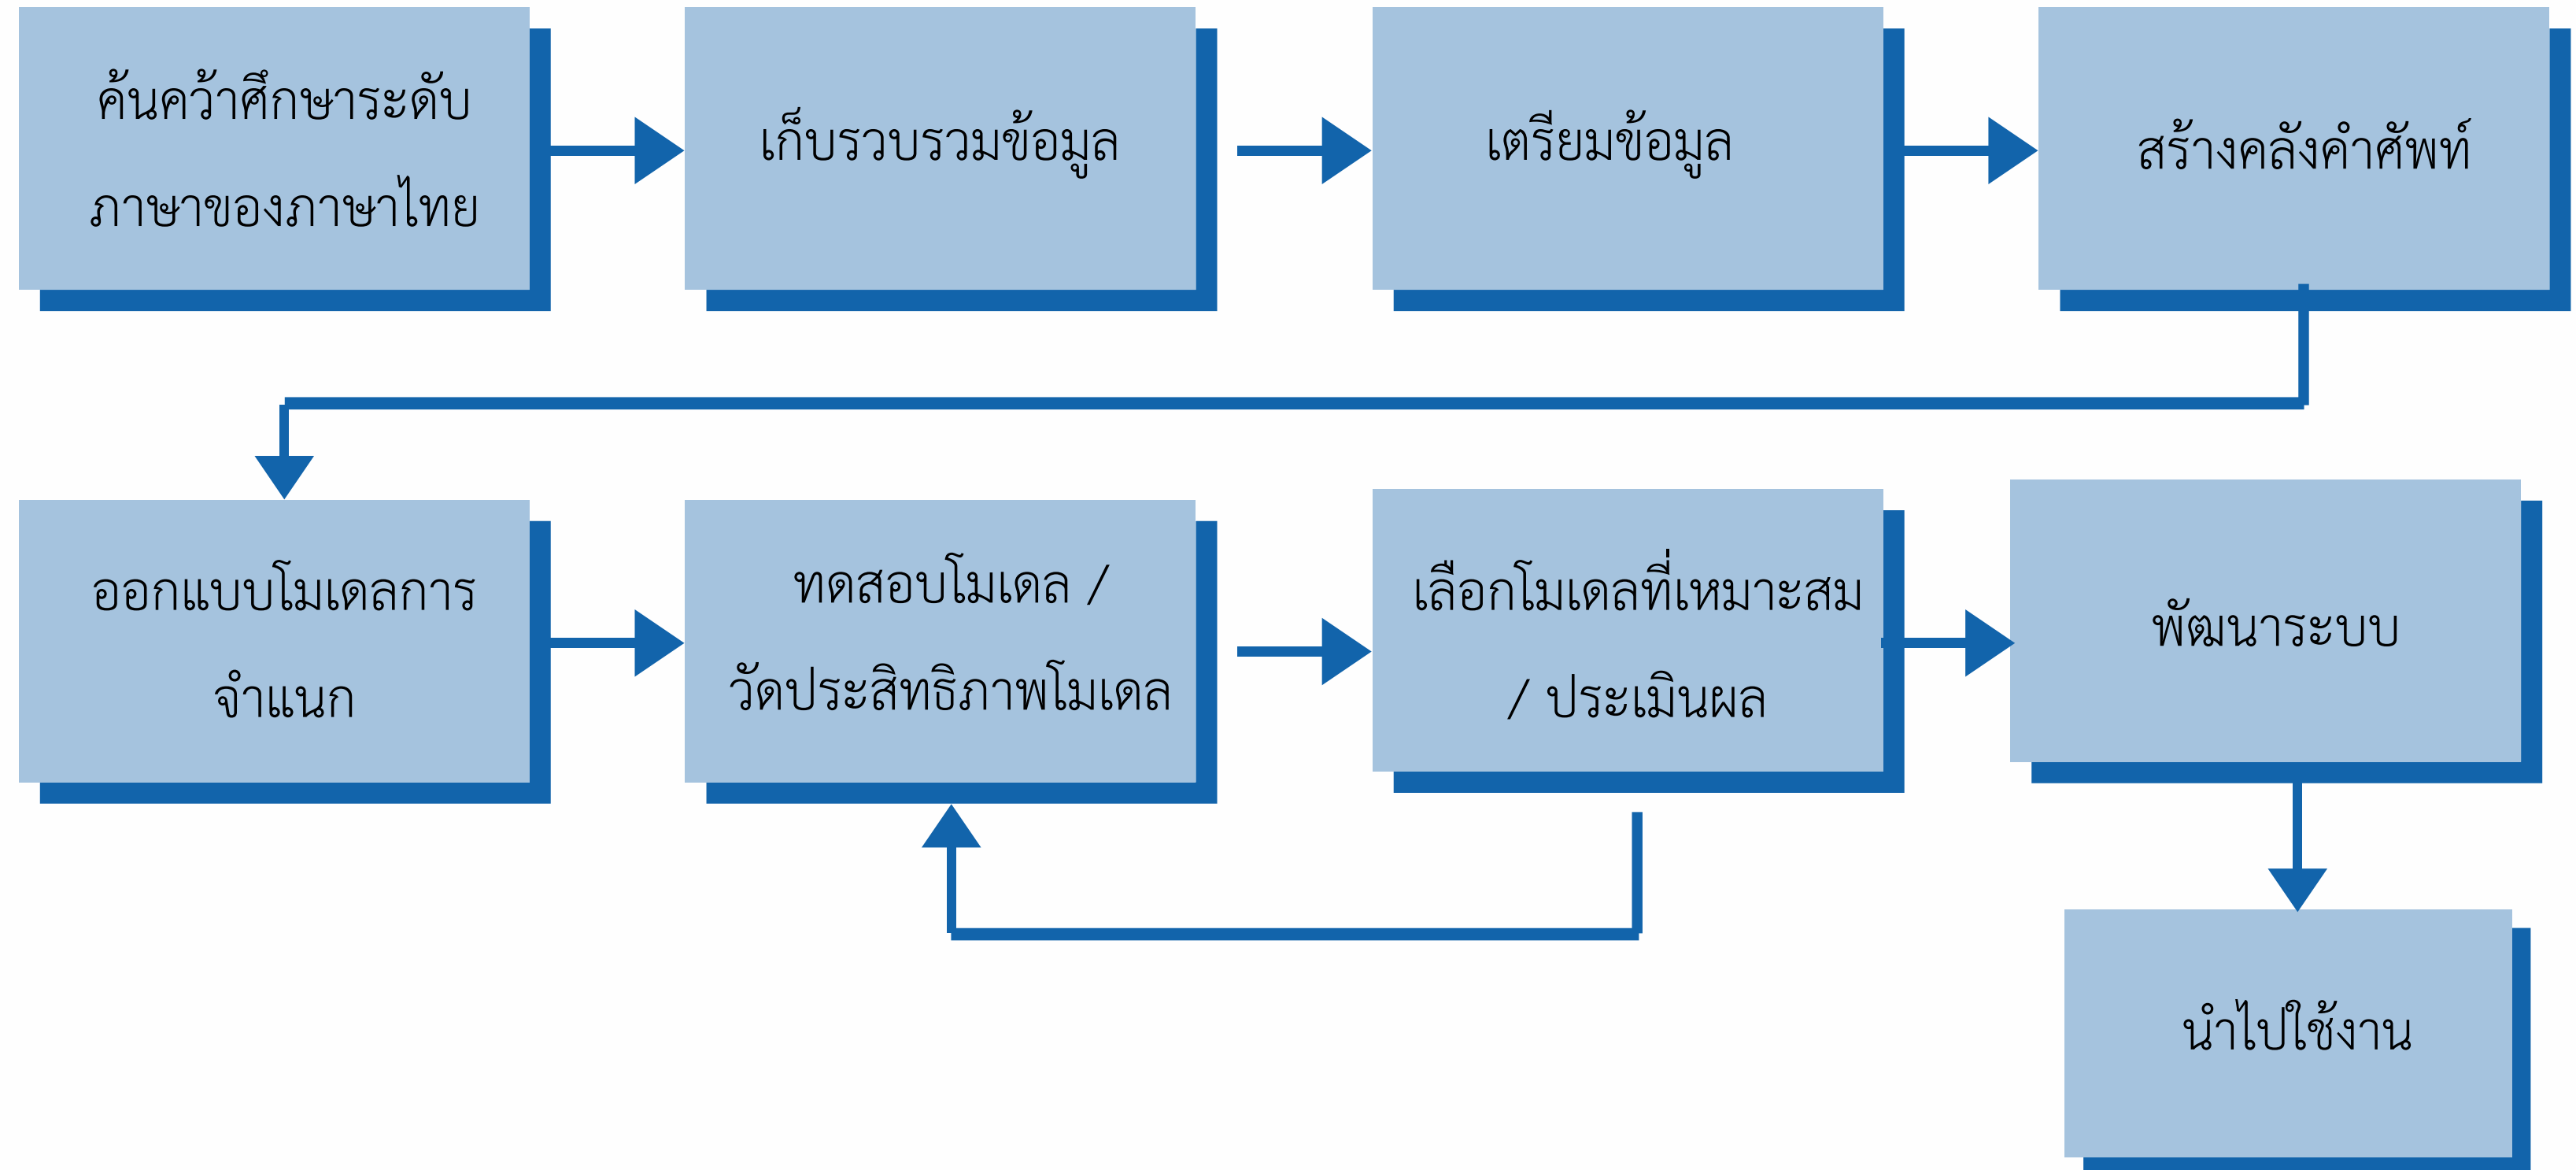 ค้นคว้าศึกษาระดับ
ภาษาของภาษาไทย
เก็บรวบรวมข้อมูล
เตรียมข้อมูล
สร้างคลังคำศัพท์
ออกแบบโมเดลการ
จำแนก
ทดสอบโมเดล /
วัดประสิทธิภาพโมเดล
เลือกโมเดลที่เหมาะสม
/ ประเมินผล
พัฒนาระบบ
นำไปใช้งาน